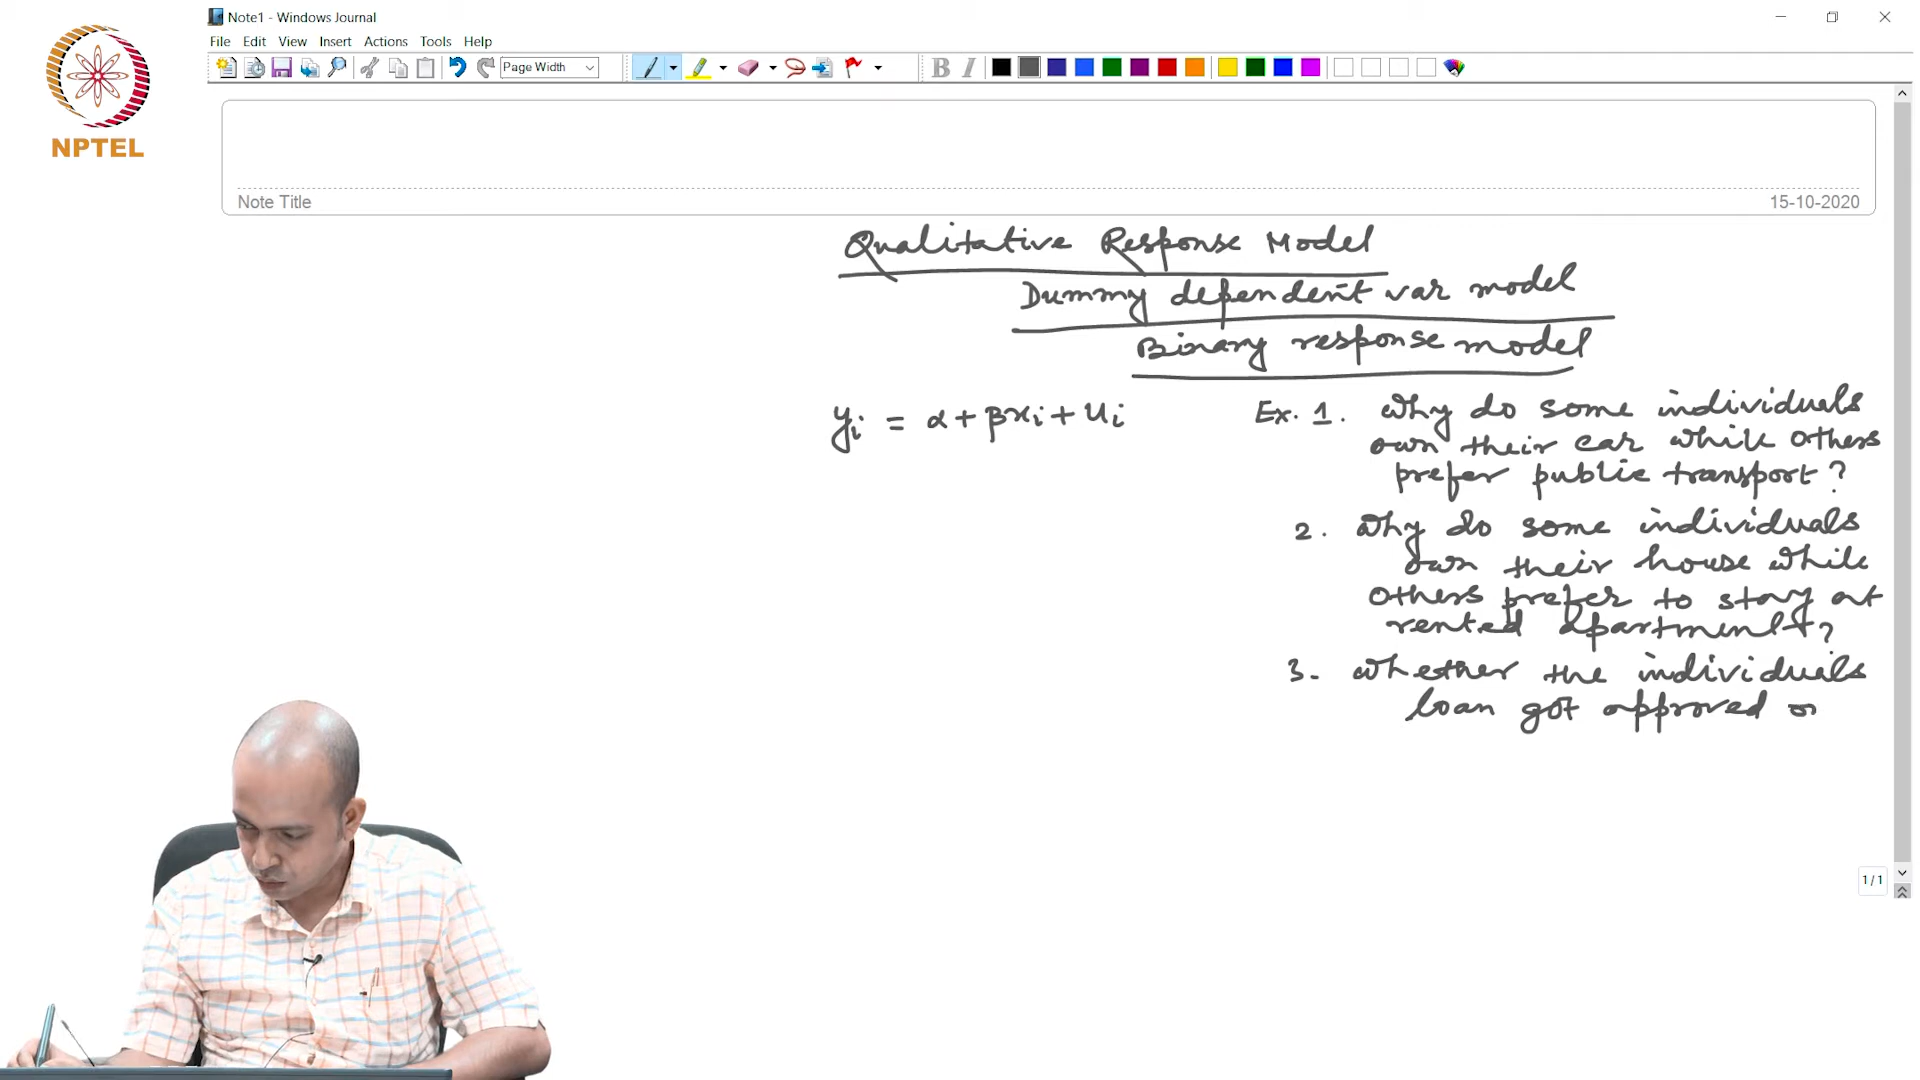 Note1 - Windows Journal
File Edit View Insert Actions Tools Help
Page Width
B I
NPTEL
Note Title
15-10-2020
Qualitative Response Model
Dummy dependent var model
Binary response model
yi = α + βxi + ui
Ex. 1. Why do some individuals
own their car while others
prefer public transport?
2. Why do some individuals
own their house while
others prefer to stay at
rented apartment?
3. Whether the individuals
loan got approved or
1 / 1